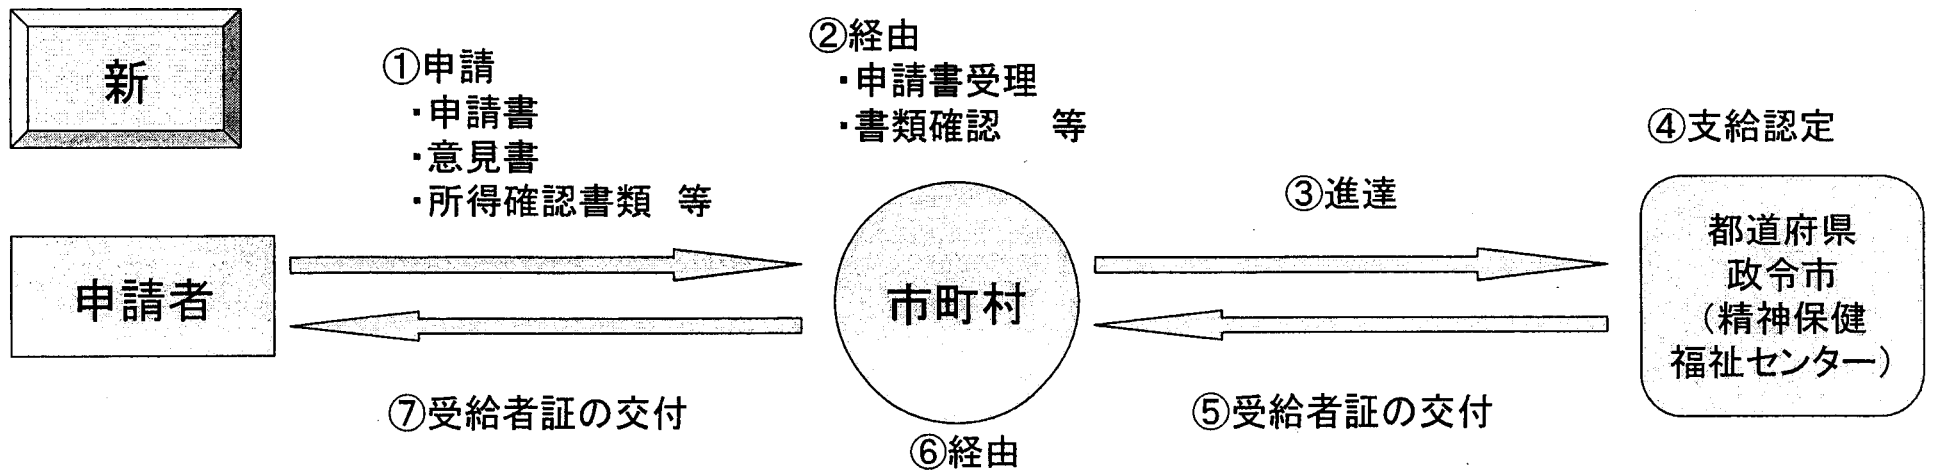 新
①申請
・申請書
・意見書
・所得確認書類 等
②経由
・申請書受理
・書類確認 等
③進達
④支給認定
申請者
市町村
都道府県
政令市
（精神保健
福祉センター）
⑤受給者証の交付
⑥経由
⑦受給者証の交付